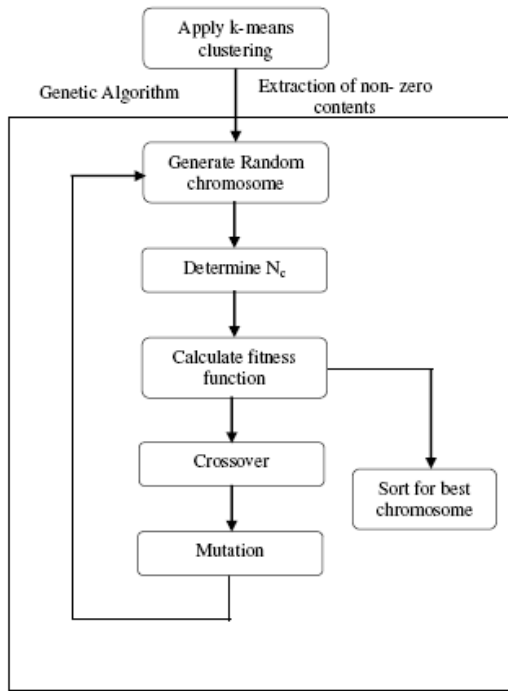 Apply k-means
clustering
Genetic Algorithm
Extraction of non- zero
contents
Generate Random
chromosome
Determine Nc
Calculate fitness
function
Crossover
Sort for best
chromosome
Mutation